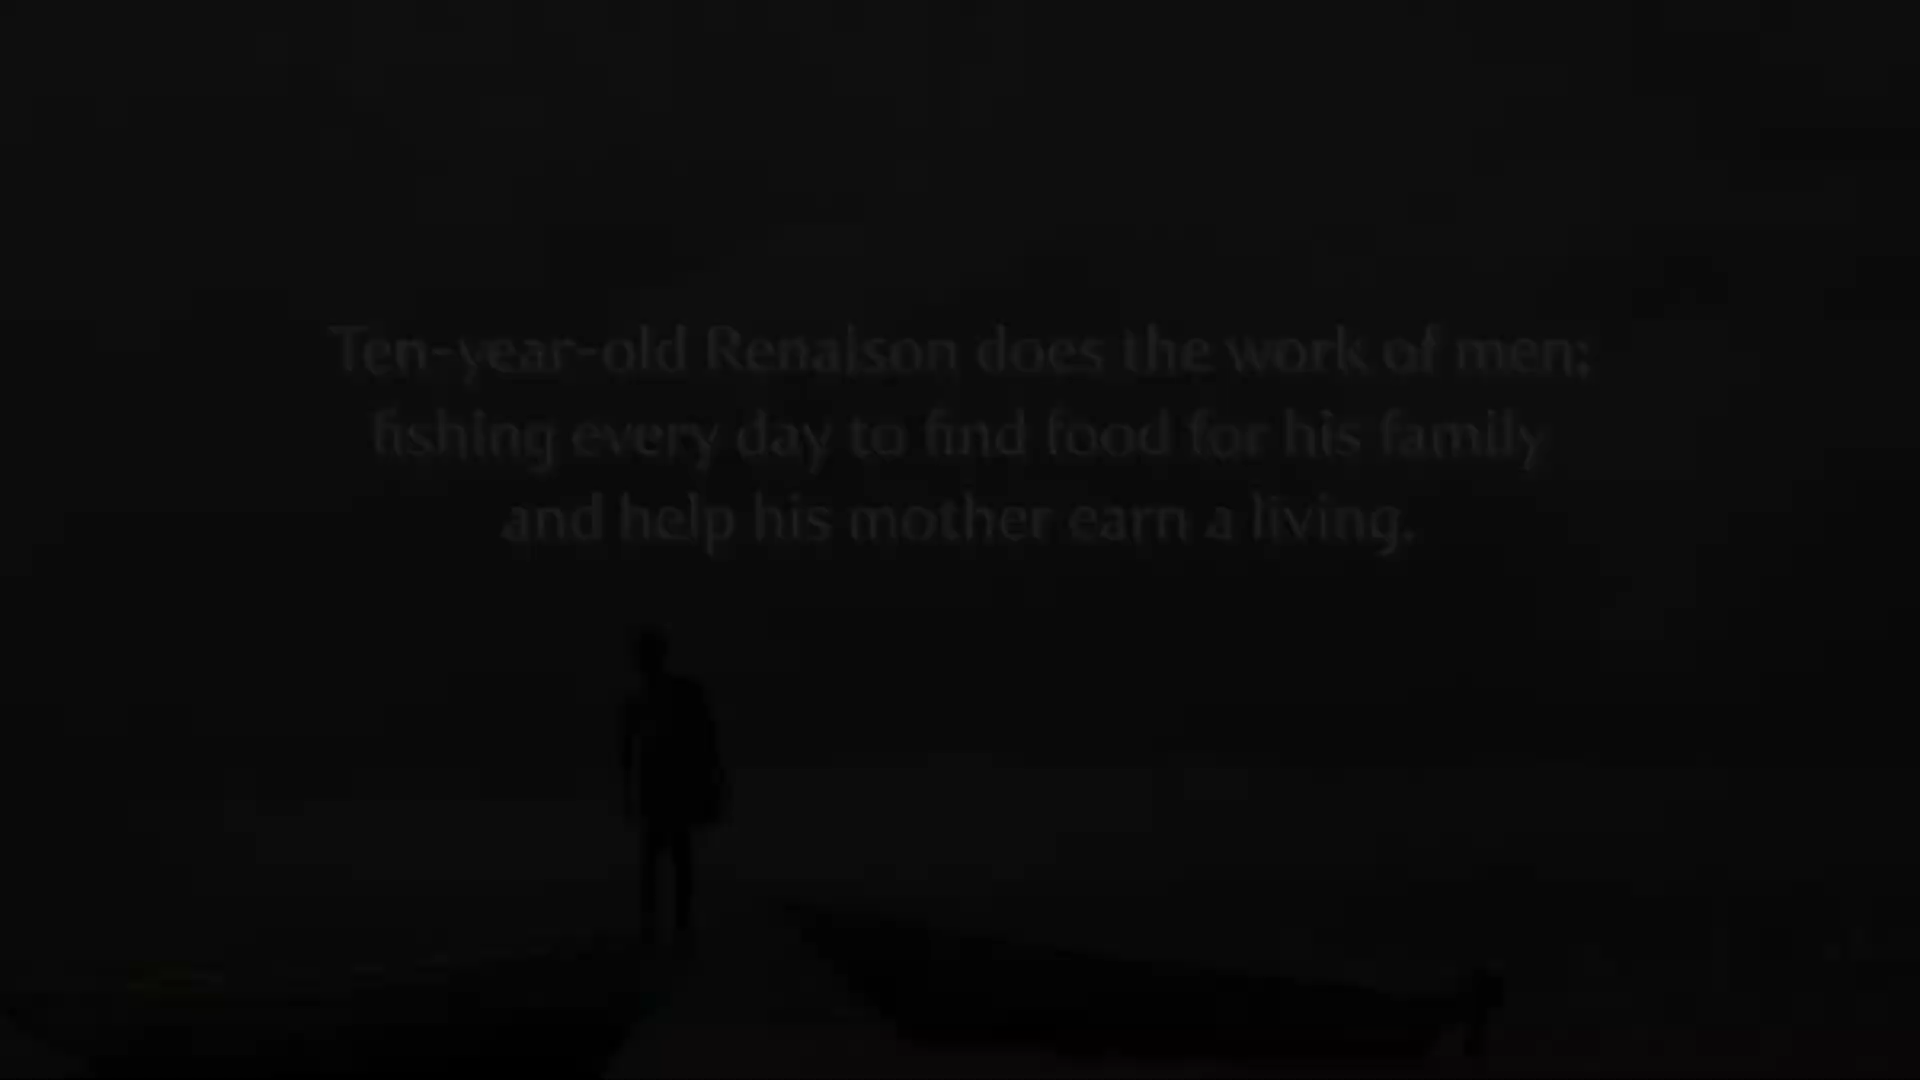 Ten-year-old Renalson does the work of men;
fishing every day to find food for his family
and help his mother earn a living.